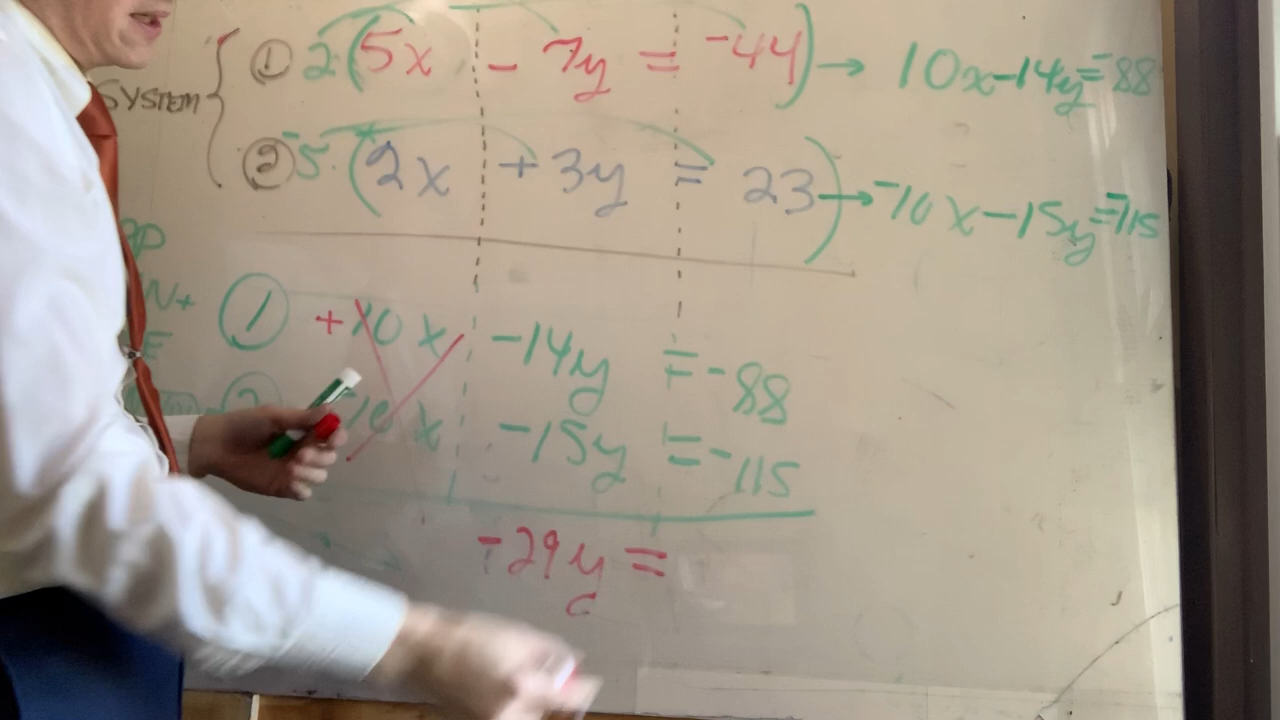 SYSTEM ① 2(5x - 7y = -44) → 10x-14y=-88
② -5(2x + 3y = 23) → -10x-15y=-115
① +10x -14y = -88
-10x -15y = -115
-29y =